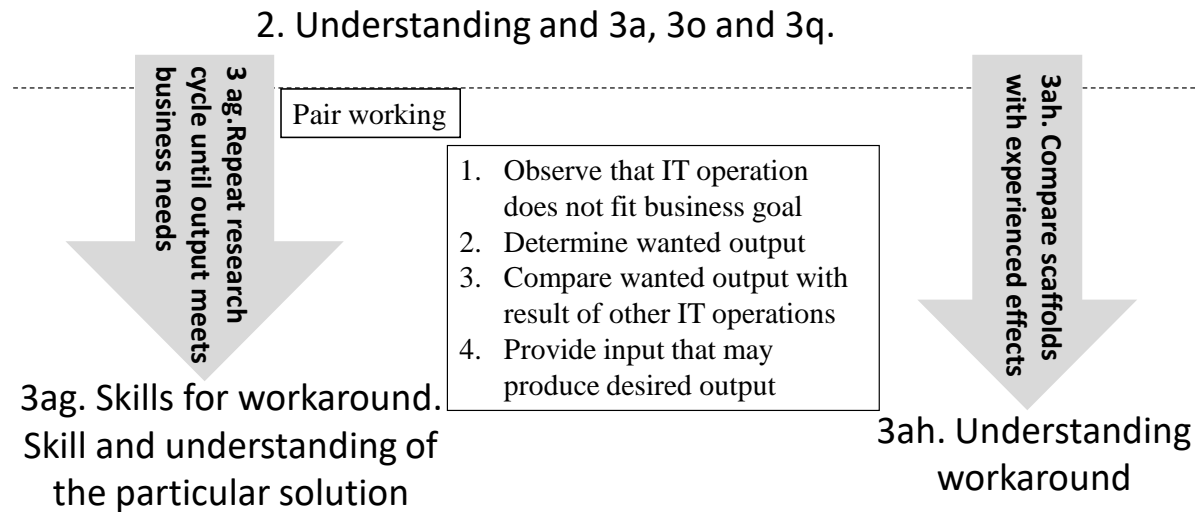 2. Understanding and 3a, 3o and 3q.
3 ag.Repeat research
cycle until output meets
business needs
Pair working
1. Observe that IT operation
does not fit business goal
2. Determine wanted output
3. Compare wanted output with
result of other IT operations
4. Provide input that may
produce desired output
3ah. Compare scaffolds
with experienced effects
3ag. Skills for workaround.
Skill and understanding of
the particular solution
3ah. Understanding
workaround